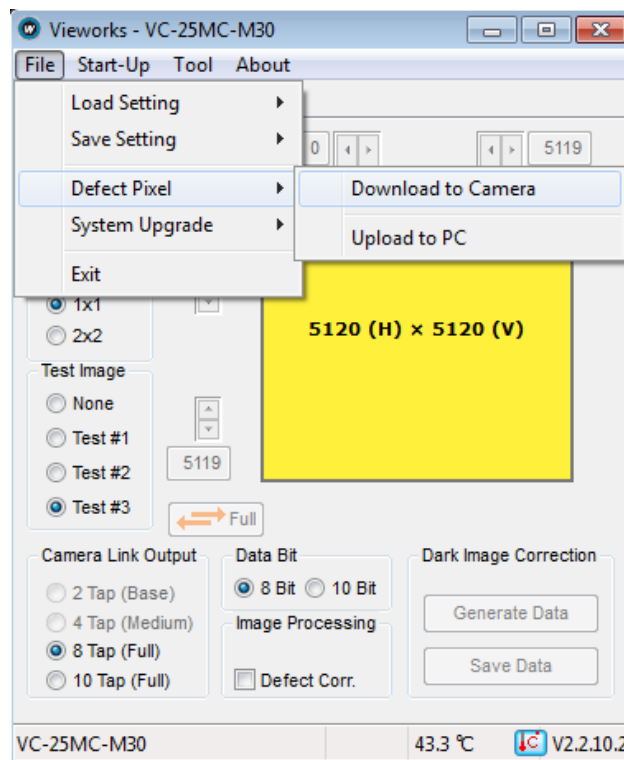 Vieworks - VC-25MC-M30
File Start-Up Tool About
Load Setting
Save Setting
0
5119
Defect Pixel
Download to Camera
System Upgrade
Upload to PC
Exit
1x1
2x2
5120 (H) × 5120 (V)
Test Image
None
Test #1
Test #2
5119
Test #3
Full
Camera Link Output
2 Tap (Base)
4 Tap (Medium)
8 Tap (Full)
10 Tap (Full)
Data Bit
8 Bit 10 Bit
Image Processing
Defect Corr.
Dark Image Correction
Generate Data
Save Data
VC-25MC-M30 43.3 ℃ V2.2.10.2